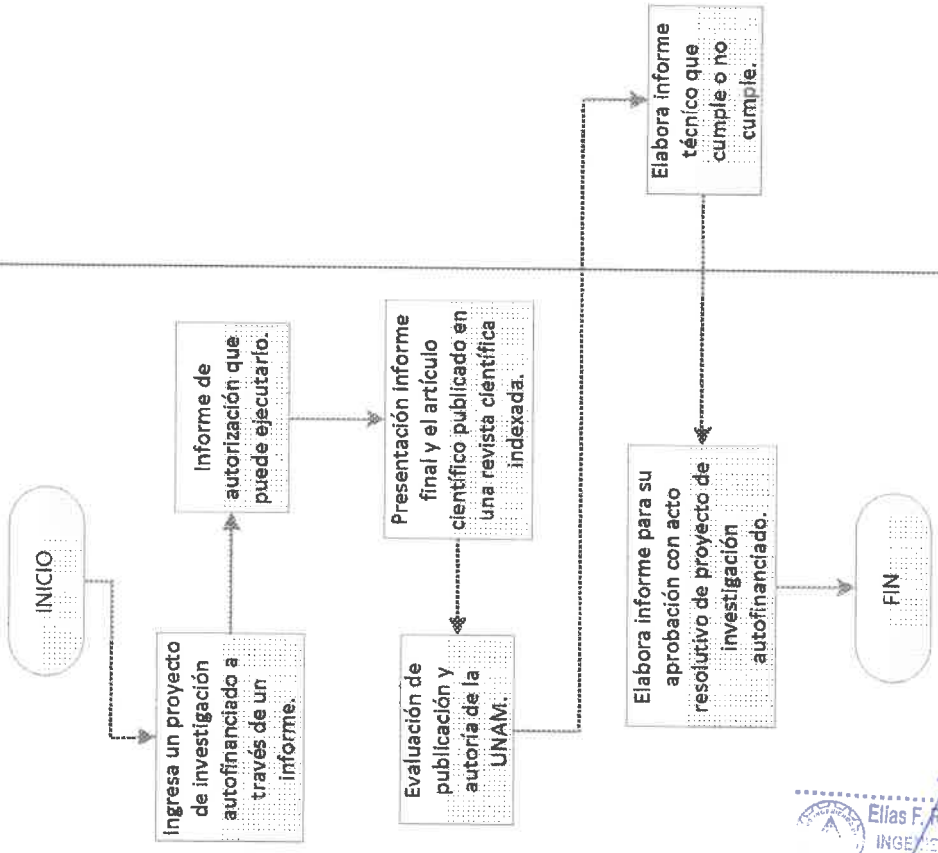 INICIO
Ingresa un proyecto
de investigación
autofinanciado a
través de un
informe.
Informe de
autorización que
puede ejecutarlo.
Presentación informe
final y el artículo
científico publicado en
una revista científica
indexada.
Evaluación de
publicación y
autoría de la
UNAM.
Elabora informe
técnico que
cumple o no
cumple.
Elabora informe para su
aprobación con acto
resolutivo de proyecto de
investigación
autofinanciado.
FIN
Elías F.